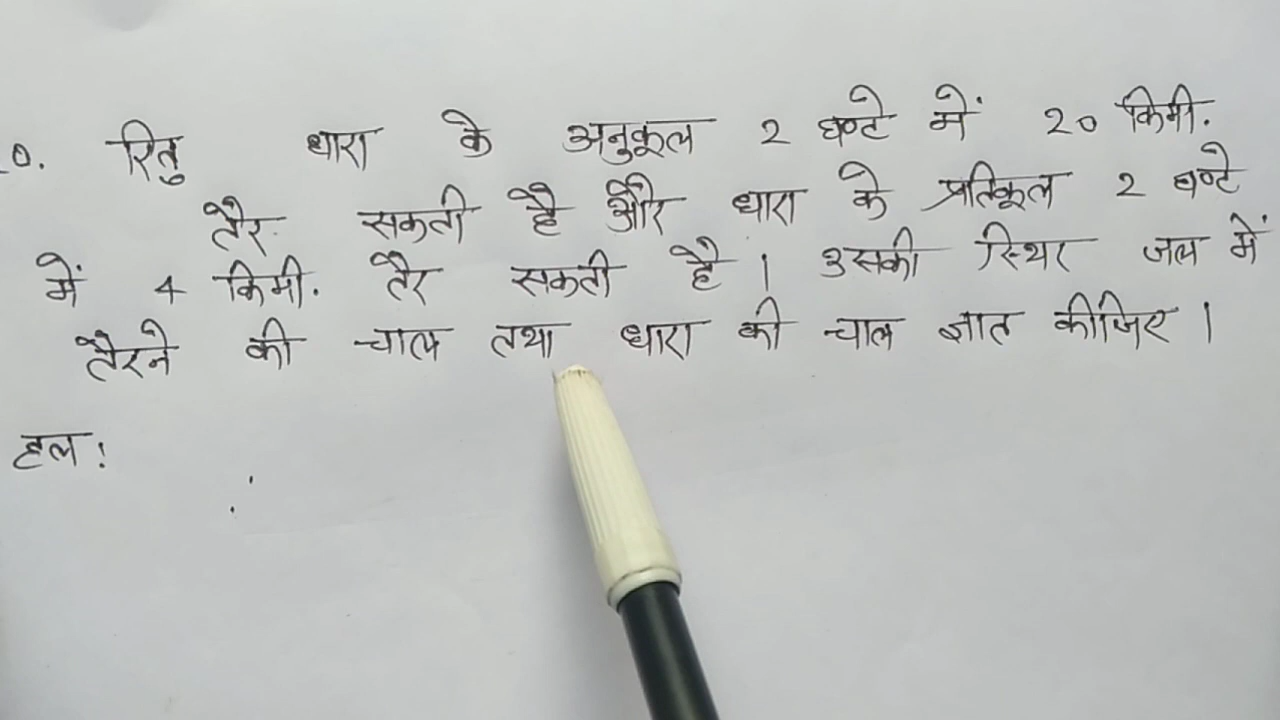 0. रितु धारा के अनुकूल 2 घण्टे में 20 किमी.
तैर सकती है और धारा के प्रतिकूल 2 घण्टे
में 4 किमी. तैर सकती है । उसकी स्थिर जल में
तैरने की चाल तथा धारा की चाल ज्ञात कीजिए ।
हल :